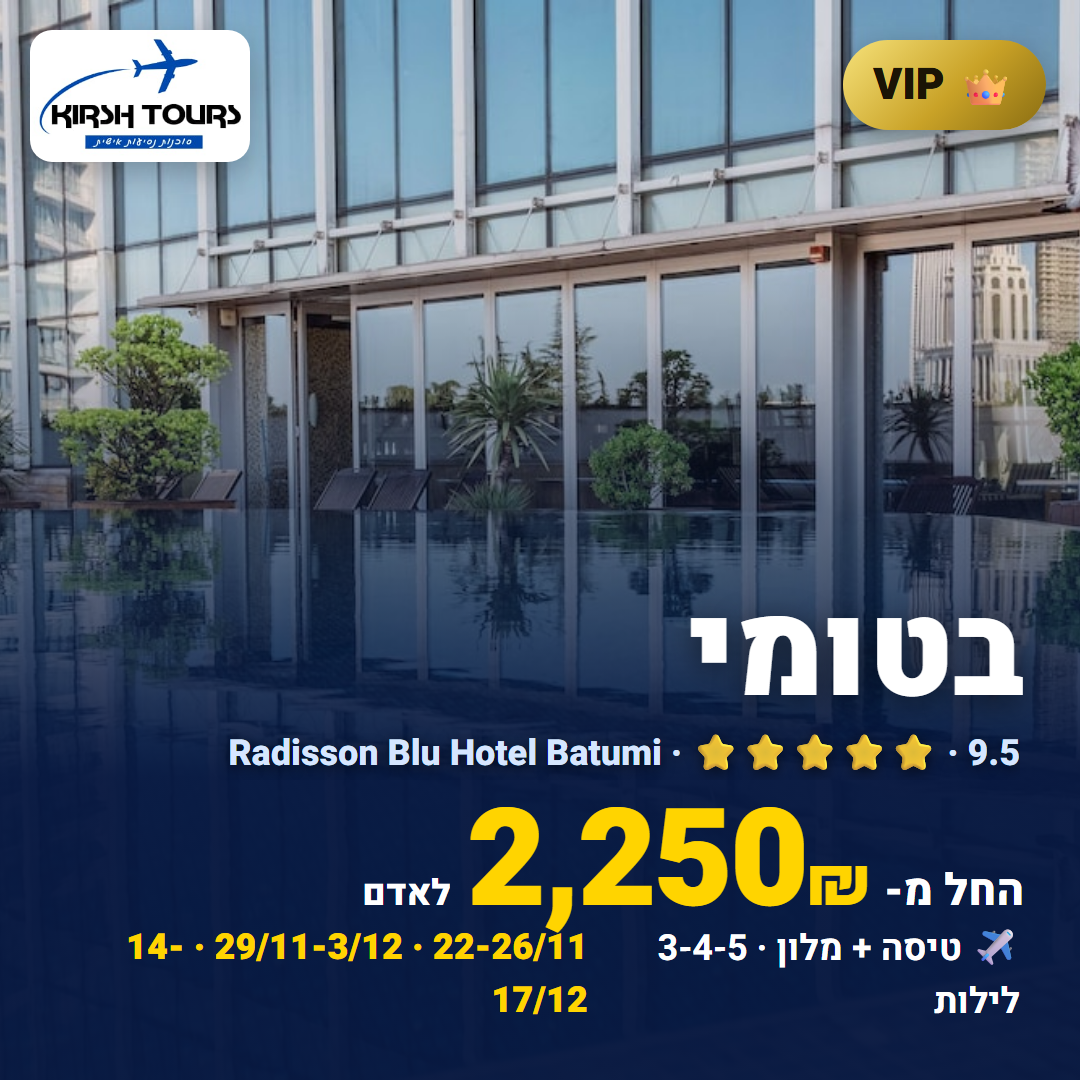 KIRSH TOURS
סוכנות נסיעות אישית
VIP 👑
בטומי
Radisson Blu Hotel Batumi · ⭐⭐⭐⭐⭐ · 9.5
החל מ- ₪2,250 לאדם
✈️ טיסה + מלון · 3-4-5
לילות
22-26/11 · 29/11-3/12 · 14-
17/12